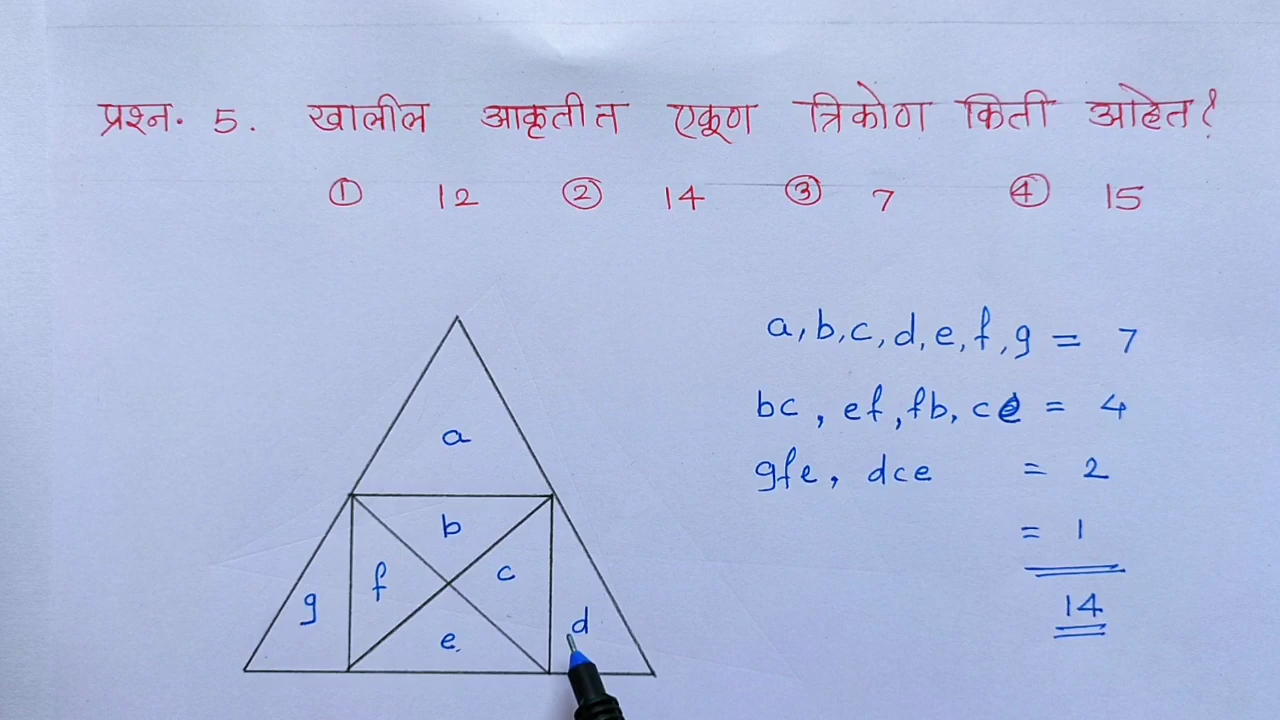 प्रश्न. 5. खालील आकृतीत एकूण त्रिकोण किती आहेत?
① 12 ② 14 ③ 7 ④ 15
a, b, c, d, e, f, g = 7
bc, ef, fb, ce = 4
gfe, dce = 2
= 1
14
a
b
f
c
g
e
d